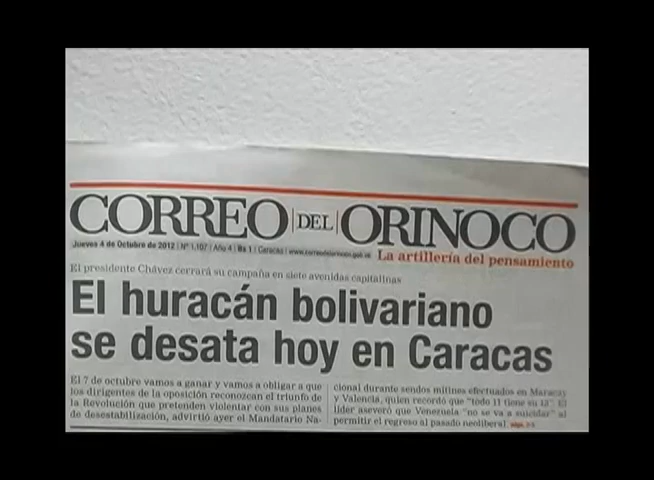 CORREO DEL ORINOCO
Jueves 4 de Octubre de 2012 | Nº 1.107 | Año 4 | Bs 1 | Caracas | www.correodelorinoco.gob.ve
La artillería del pensamiento
El presidente Chávez cerrará su campaña en siete avenidas capitalinas
El huracán bolivariano
se desata hoy en Caracas
El 7 de octubre vamos a ganar y vamos a obligar a que
los dirigentes de la oposición reconozcan el triunfo de
la Revolución que pretenden violentar con sus planes
de desestabilización, advirtió ayer el Mandatario Na-
cional durante sendos mitines efectuados en Maracay
y Valencia, quien recordó que "todo 11 tiene su 13". El
líder aseveró que Venezuela "no se va a suicidar" al
permitir el regreso al pasado neoliberal.